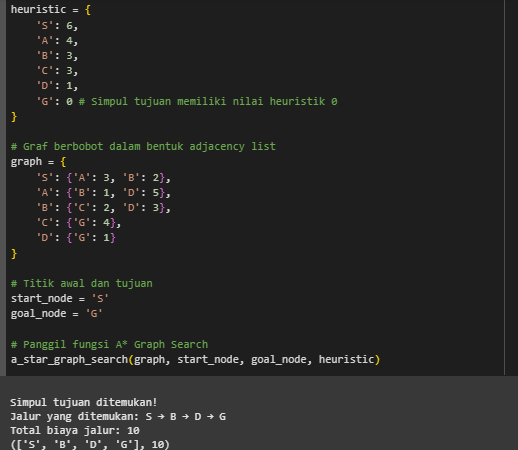 heuristic = {
    'S': 6,
    'A': 4,
    'B': 3,
    'C': 3,
    'D': 1,
    'G': 0 # Simpul tujuan memiliki nilai heuristik 0
}
# Graf berbobot dalam bentuk adjacency list
graph = {
    'S': {'A': 3, 'B': 2},
    'A': {'B': 1, 'D': 5},
    'B': {'C': 2, 'D': 3},
    'C': {'G': 4},
    'D': {'G': 1}
}
# Titik awal dan tujuan
start_node = 'S'
goal_node = 'G'
# Panggil fungsi A* Graph Search
a_star_graph_search(graph, start_node, goal_node, heuristic)
Simpul tujuan ditemukan!
Jalur yang ditemukan: S → B → D → G
Total biaya jalur: 10
(['S', 'B', 'D', 'G'], 10)